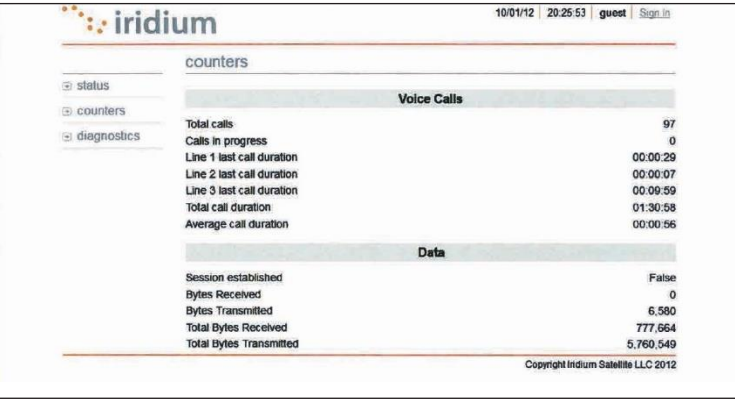 iridium
10/01/12 20:25:53 guest Sign In
counters
status
counters
diagnostics
Voice Calls
Total calls 97
Calls in progress 0
Line 1 last call duration 00:00:29
Line 2 last call duration 00:00:07
Line 3 last call duration 00:09:59
Total call duration 01:30:58
Average call duration 00:00:56
Data
Session established False
Bytes Received 0
Bytes Transmitted 6,580
Total Bytes Received 777,664
Total Bytes Transmitted 5,760,549
Copyright Iridium Satellite LLC 2012